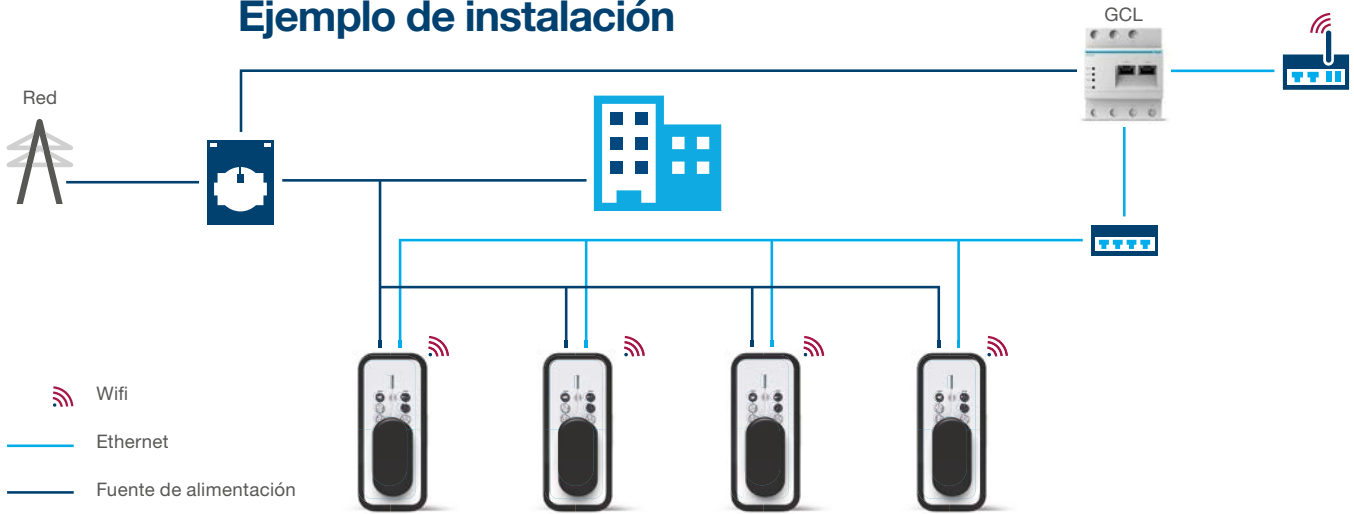 Ejemplo de instalación
GCL
Red
Wifi
Ethernet
Fuente de alimentación